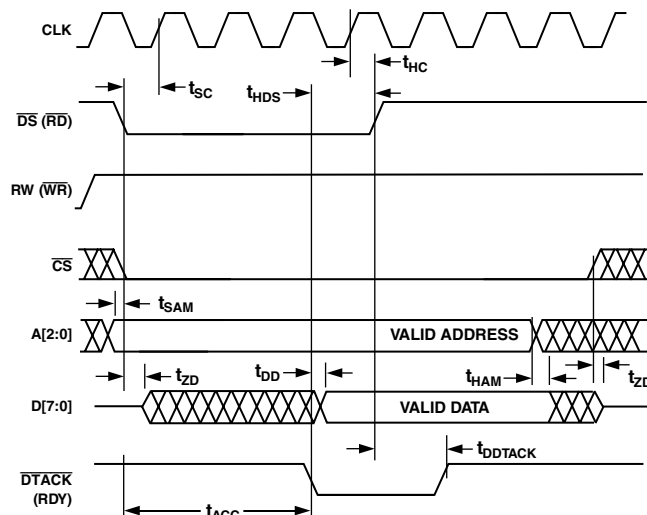 CLK
tSC
tHDS
tHC
DS (RD)
RW (WR)
CS
tSAM
A[2:0]
VALID ADDRESS
tZD
tDD
tHAM
tZD
D[7:0]
VALID DATA
tDDTACK
DTACK
(RDY)
tACC